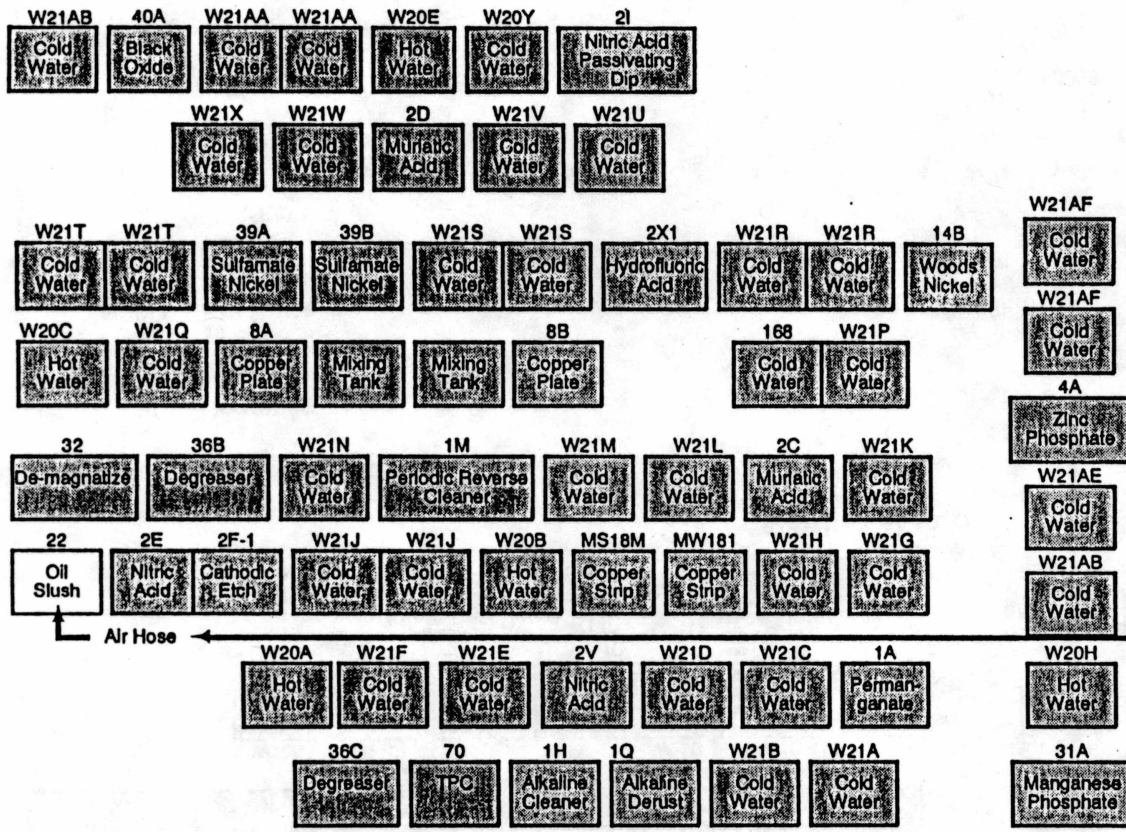 W21AB 40A W21AA W21AA W20E W20Y 2I
Cold Black Cold Cold Hot Cold Nitric Acid
Water Oxide Water Water Water Water Passivating
Dip
W21X W21W 2D W21V W21U
Cold Cold Muriatic Cold Cold
Water Water Acid Water Water
W21AF
W21T W21T 39A 39B W21S W21S 2X1 W21R W21R 14B
Cold Cold Sulfamate Sulfamate Cold Cold Hydrofluoric Cold Cold Woods Cold
Water Water Nickel Nickel Water Water Acid Water Water Nickel Water
W21AF
W20C W21Q 8A 8B 168 W21P
Hot Cold Copper Mixing Mixing Copper Cold Cold Cold
Water Water Plate Tank Tank Plate Water Water Water
4A
Zinc
Phosphate
32 36B W21N 1M W21M W21L 2C W21K
De-magnatize Degreaser Cold Periodic Reverse Cold Cold Muriatic Cold
Water Cleaner Water Water Acid Water
W21AE
Cold
Water
22 2E 2F-1 W21J W21J W20B MS18M MW181 W21H W21G W21AB
Oil Nitric Cathodic Cold Cold Hot Copper Copper Cold Cold Cold
Slush Acid Etch Water Water Water Strip Strip Water Water Water
Air Hose
W20A W21F W21E 2V W21D W21C 1A W20H
Hot Cold Cold Nitric Cold Cold Perman- Hot
Water Water Water Acid Water Water ganate Water
36C 70 1H 1Q W21B W21A 31A
Degreaser TPC Alkaline Alkaline Cold Cold Manganese
Cleaner Derust Water Water Phosphate